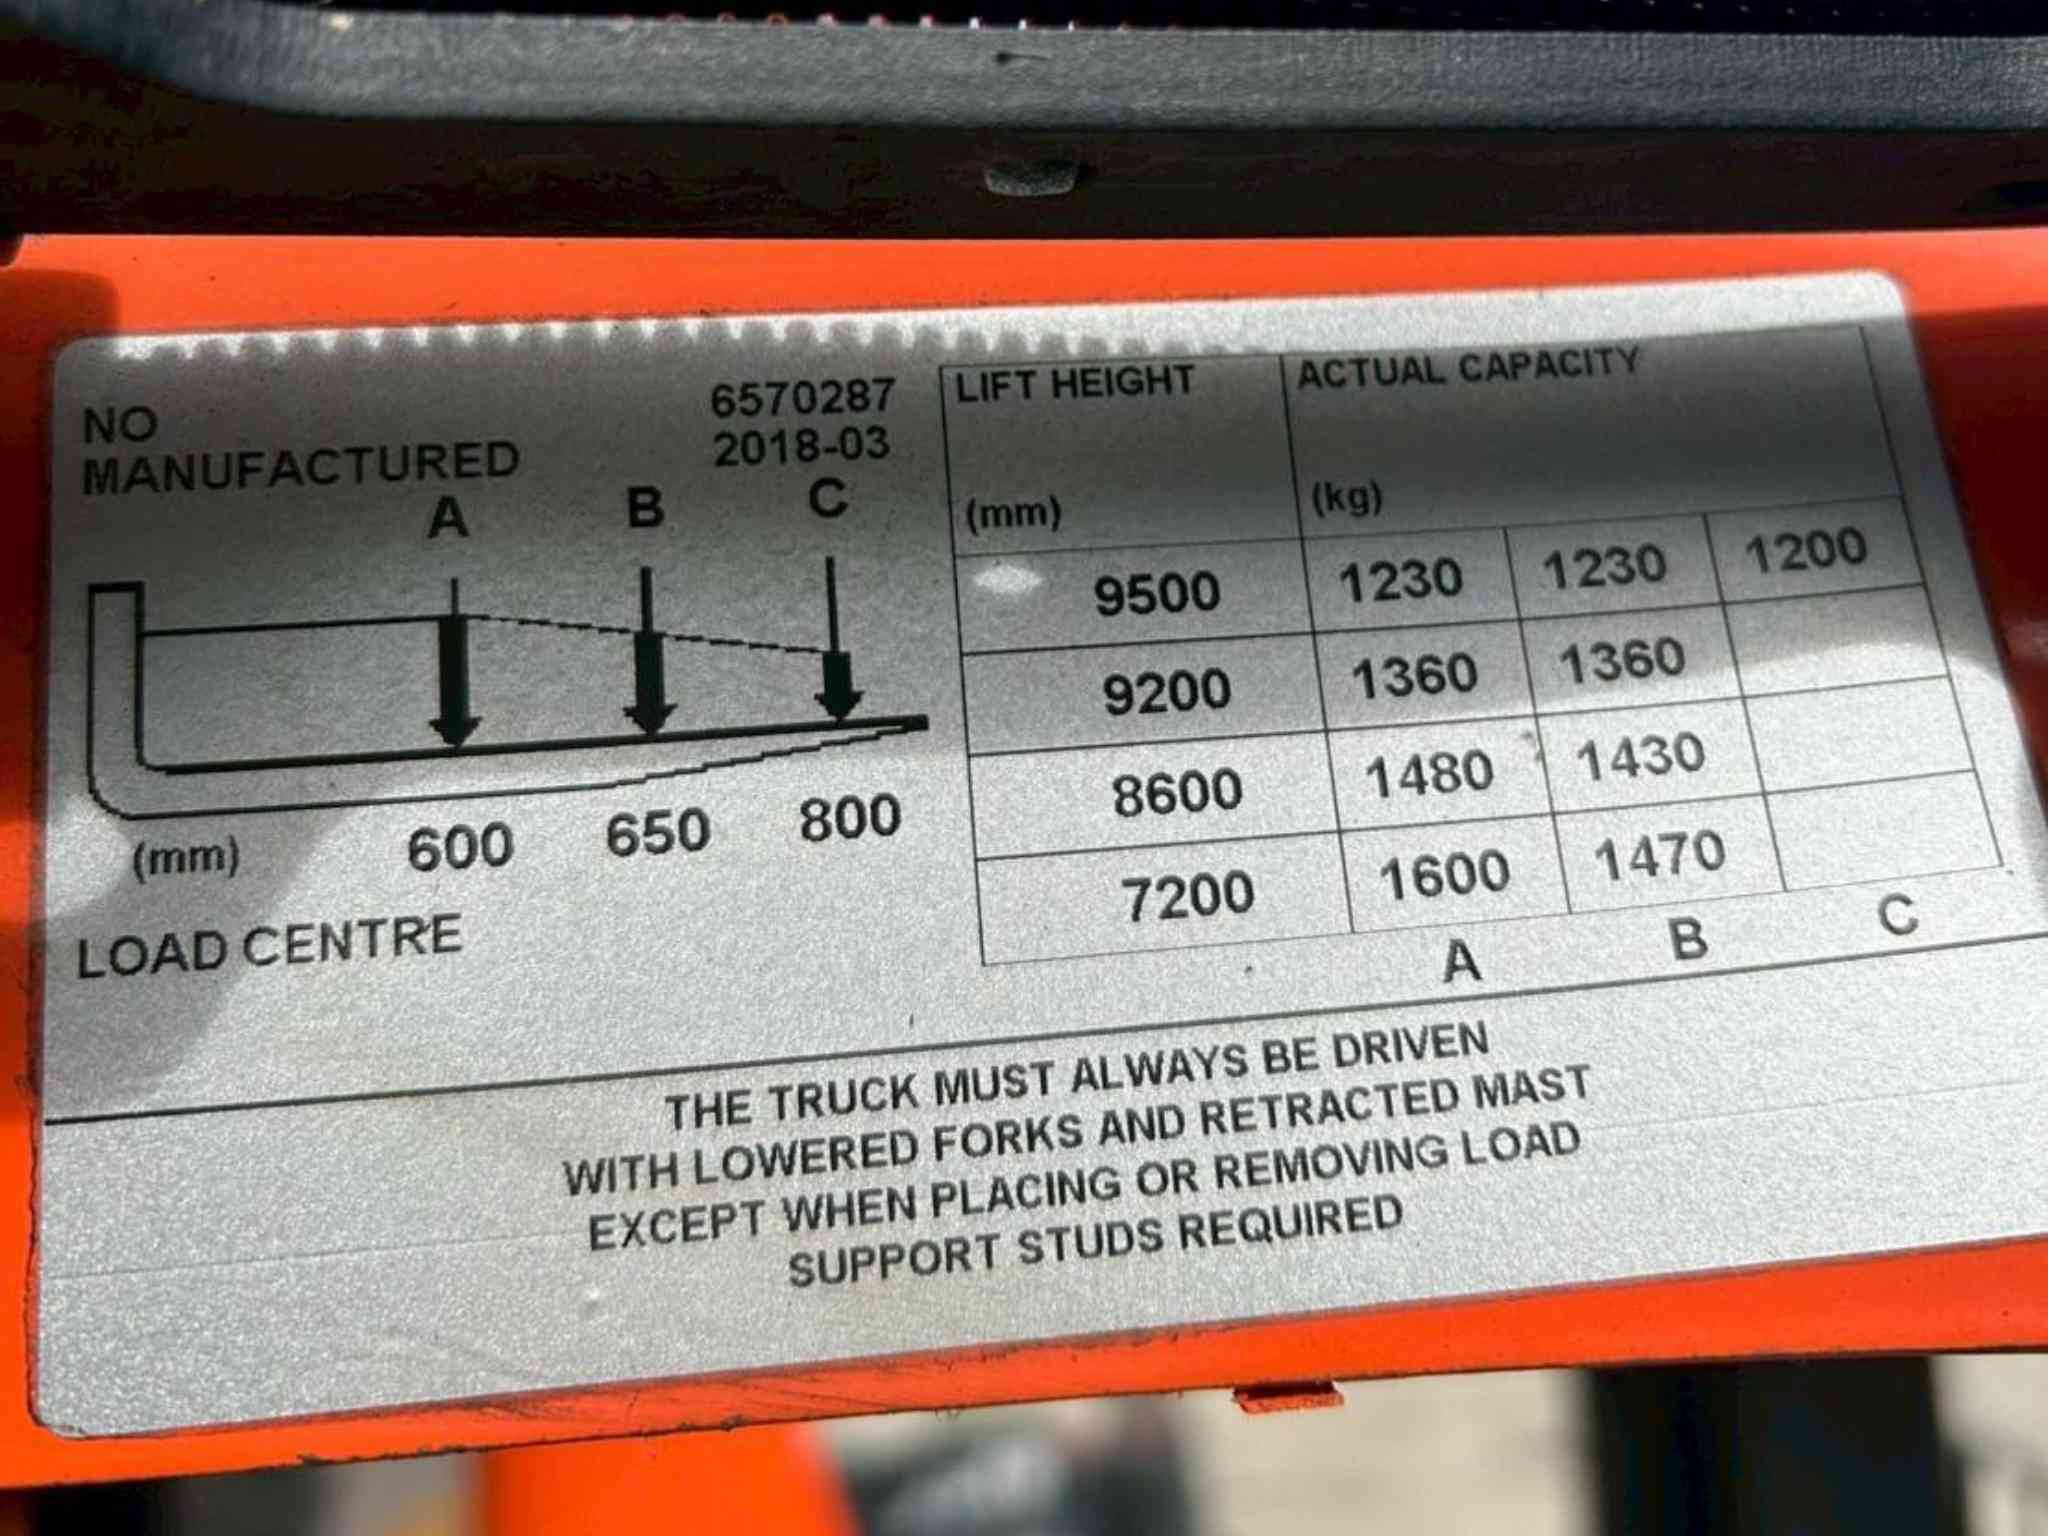 NO 6570287
MANUFACTURED 2018-03
A B C
(mm) 600 650 800
LOAD CENTRE
LIFT HEIGHT ACTUAL CAPACITY
(mm) (kg)
9500 1230 1230 1200
9200 1360 1360
8600 1480 1430
7200 1600 1470
A B C
THE TRUCK MUST ALWAYS BE DRIVEN
WITH LOWERED FORKS AND RETRACTED MAST
EXCEPT WHEN PLACING OR REMOVING LOAD
SUPPORT STUDS REQUIRED